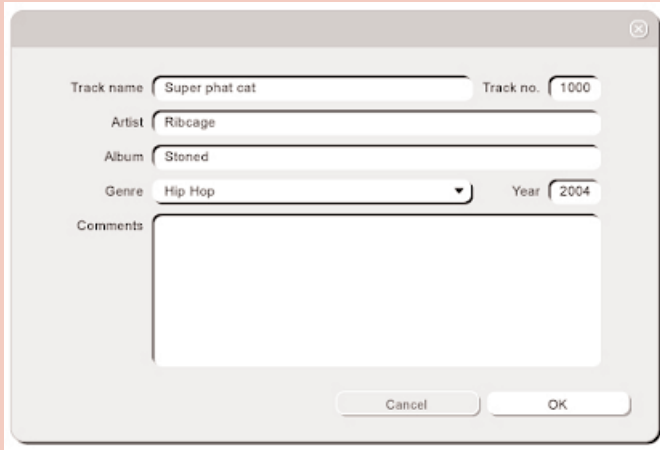 Track name Super phat cat Track no. 1000
Artist Ribcage
Album Stoned
Genre Hip Hop Year 2004
Comments
Cancel OK